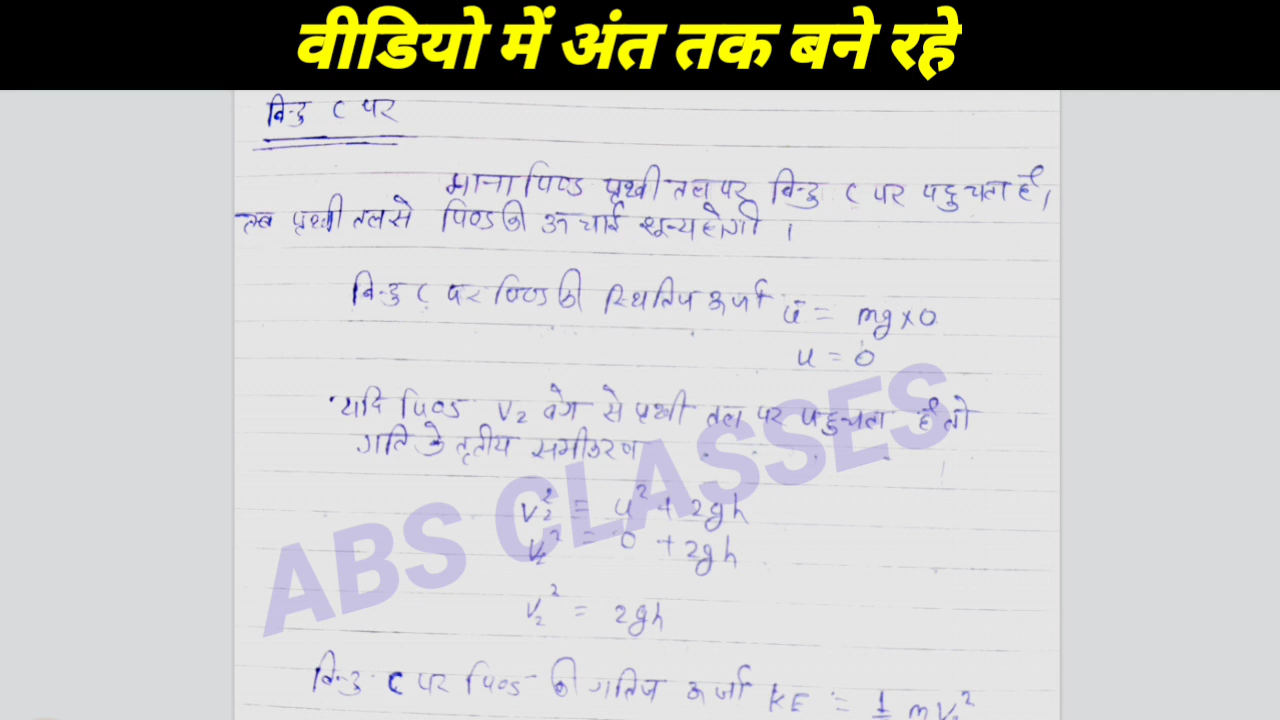 वीडियो में अंत तक बने रहे
बिन्दु C पर
माना पिण्ड पृथ्वी तल पर बिन्दु C पर पहुचता है।
तब पृथ्वी तल से पिण्ड की ऊचाई शून्य होगी ।
बिन्दु C पर पिण्ड की स्थितिज ऊर्जा U = mg×0
u = 0
यदि पिण्ड V₂ वेग से पृथ्वी तल पर पहुचता है तो
गति के तृतीय समीकरण
V₂² = u² + 2gh
V₂² = 0 + 2gh
V₂² = 2gh
ABS CLASSES
बिन्दु C पर पिण्ड की गतिज ऊर्जा KE = ½ mV₂²